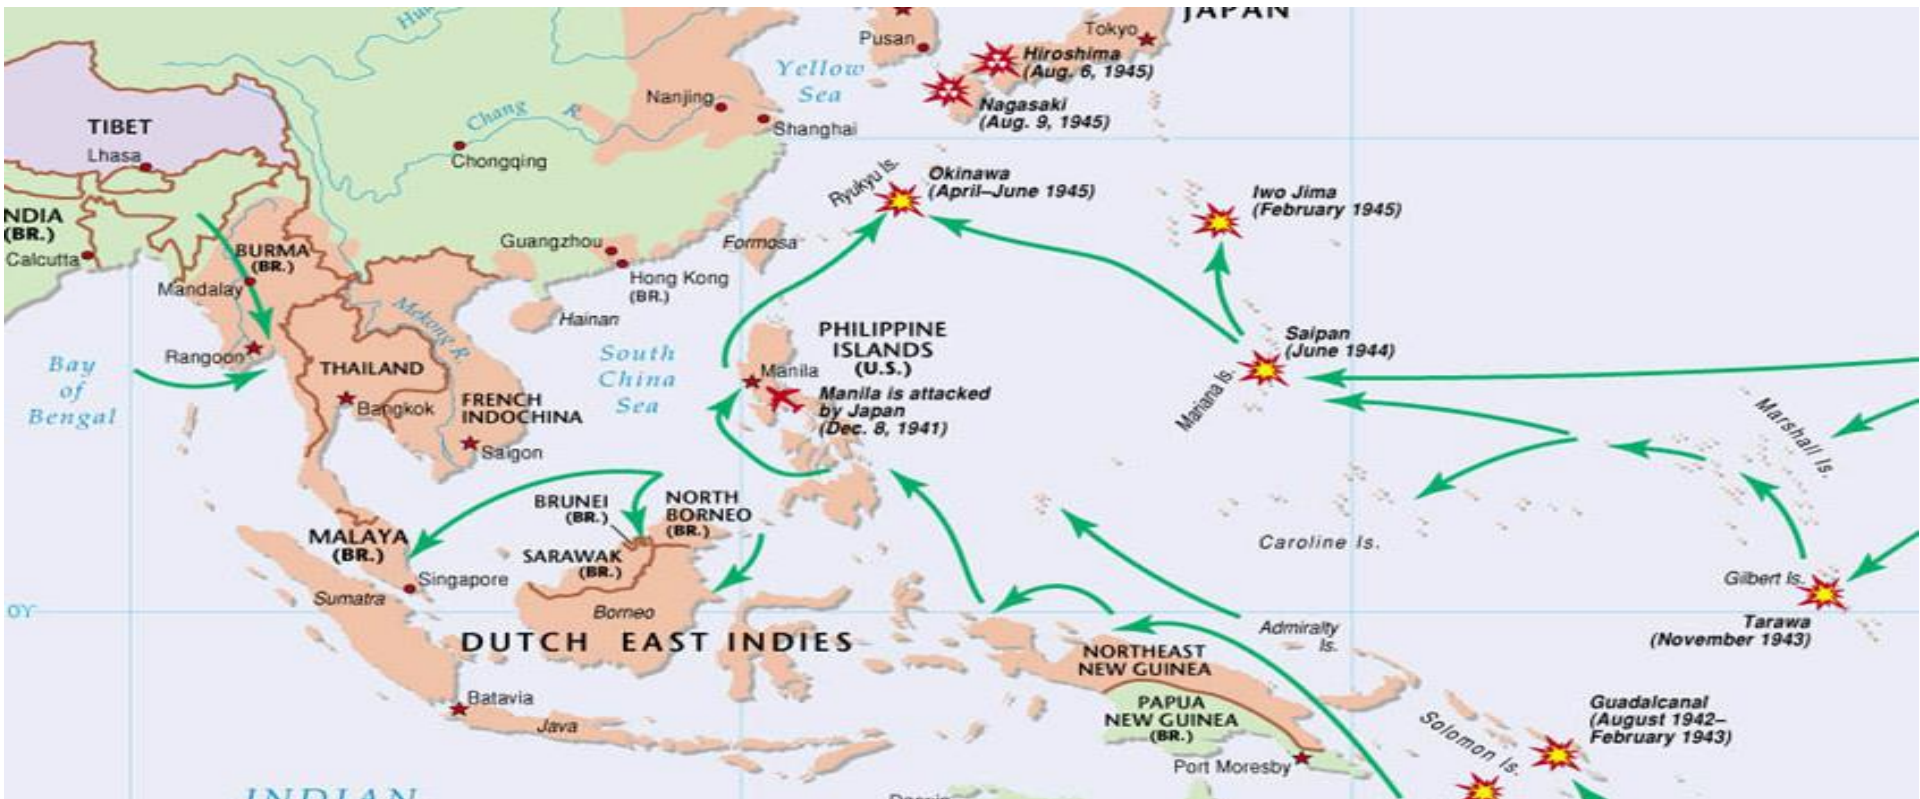 JAPAN
Tokyo
Pusan
Hiroshima
(Aug. 6, 1945)
Yellow
Sea
Nagasaki
(Aug. 9, 1945)
Nanjing
Shanghai
Chang
R
Chongqing
TIBET
Lhasa
Ryukyu Is.
Okinawa
(April–June 1945)
Iwo Jima
(February 1945)
NDIA
(BR.)
Calcutta
BURMA
(BR.)
Mandalay
Guangzhou
Hong Kong
(BR.)
Formosa
Hainan
Mekong R.
Rangoon
Bay
of
Bengal
THAILAND
Bangkok
FRENCH
INDOCHINA
Saigon
South
China
Sea
PHILIPPINE
ISLANDS
(U.S.)
Manila
Manila is attacked
by Japan
(Dec. 8, 1941)
Saipan
(June 1944)
Mariana Is.
Marshall Is.
BRUNEI
(BR.)
NORTH
BORNEO
(BR.)
MALAYA
(BR.)
SARAWAK
(BR.)
Singapore
Sumatra
Borneo
Caroline Is.
Gilbert Is.
Tarawa
(November 1943)
DUTCH EAST INDIES
Admiralty
Is.
NORTHEAST
NEW GUINEA
PAPUA
NEW GUINEA
(BR.)
Batavia
Java
Port Moresby
Solomon Is.
Guadalcanal
(August 1942–
February 1943)
INDIAN